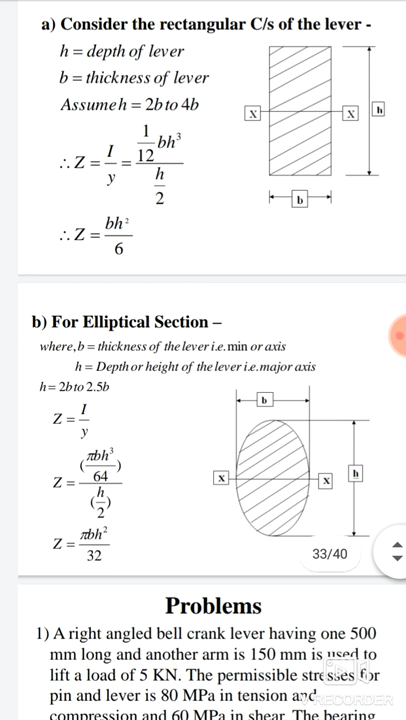 a) Consider the rectangular C/s of the lever -
h = depth of lever
b = thickness of lever
Assume h = 2b to 4b
∴ Z = I/y = (1/12 bh³)/(h/2)
∴ Z = bh²/6
X X h
b
b) For Elliptical Section –
where, b = thickness of the lever i.e. min or axis
h = Depth or height of the lever i.e. major axis
h = 2b to 2.5b
Z = I/y
Z = (πbh³/64)/(h/2)
Z = πbh²/32
b
X X h
33/40
Problems
1) A right angled bell crank lever having one 500
mm long and another arm is 150 mm is used to
lift a load of 5 KN. The permissible stresses for
pin and lever is 80 MPa in tension and
RECORDER
compression and 60 MPa in shear. The bearing